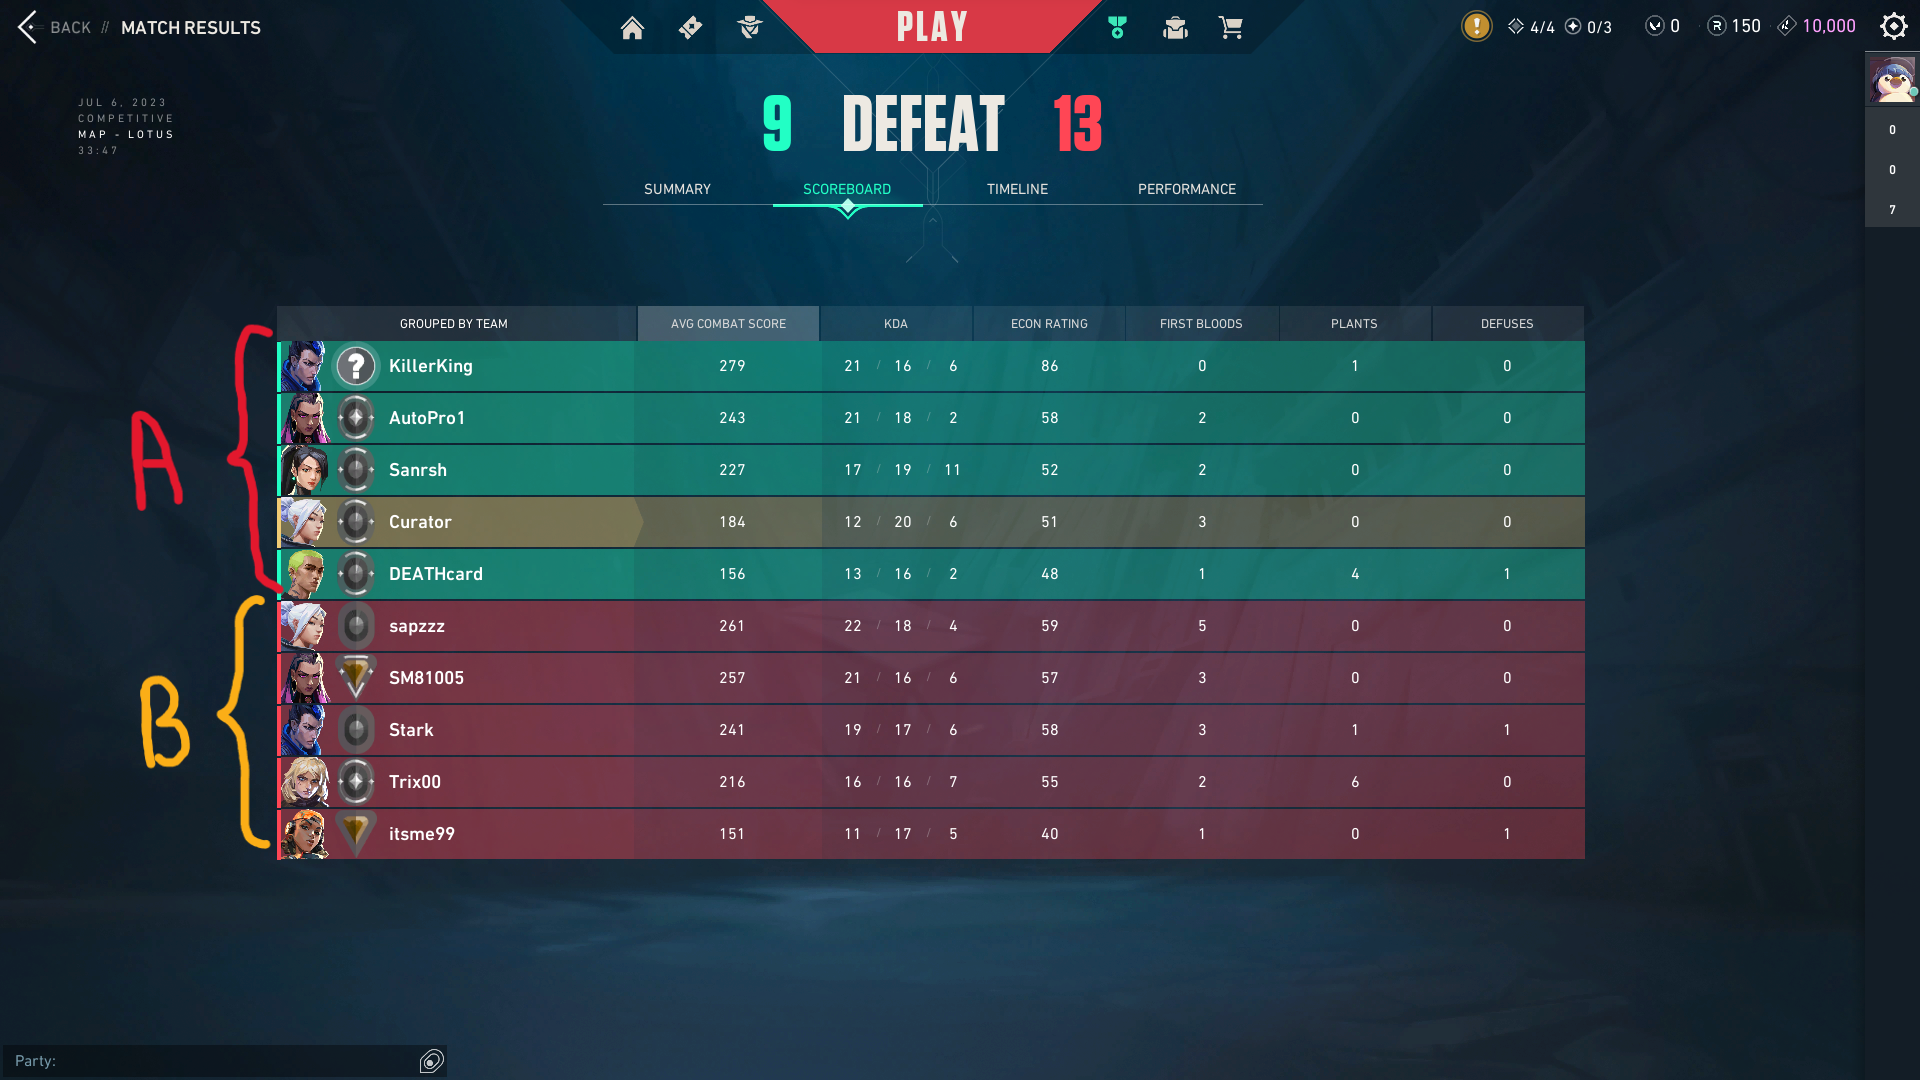 BACK // MATCH RESULTS
PLAY
4/4 0/3 0 150 10,000
JUL 6, 2023
COMPETITIVE
MAP - LOTUS
33:47
9 DEFEAT 13
SUMMARY SCOREBOARD TIMELINE PERFORMANCE
0
0
7
GROUPED BY TEAM AVG COMBAT SCORE KDA ECON RATING FIRST BLOODS PLANTS DEFUSES
A
? KillerKing 279 21 / 16 / 6 86 0 1 0
AutoPro1 243 21 / 18 / 2 58 2 0 0
Sanrsh 227 17 / 19 / 11 52 2 0 0
Curator 184 12 / 20 / 6 51 3 0 0
DEATHcard 156 13 / 16 / 2 48 1 4 1
B
sapzzz 261 22 / 18 / 4 59 5 0 0
SM81005 257 21 / 16 / 6 57 3 0 0
Stark 241 19 / 17 / 6 58 3 1 1
Trix00 216 16 / 16 / 7 55 2 6 0
itsme99 151 11 / 17 / 5 40 1 0 1
Party: